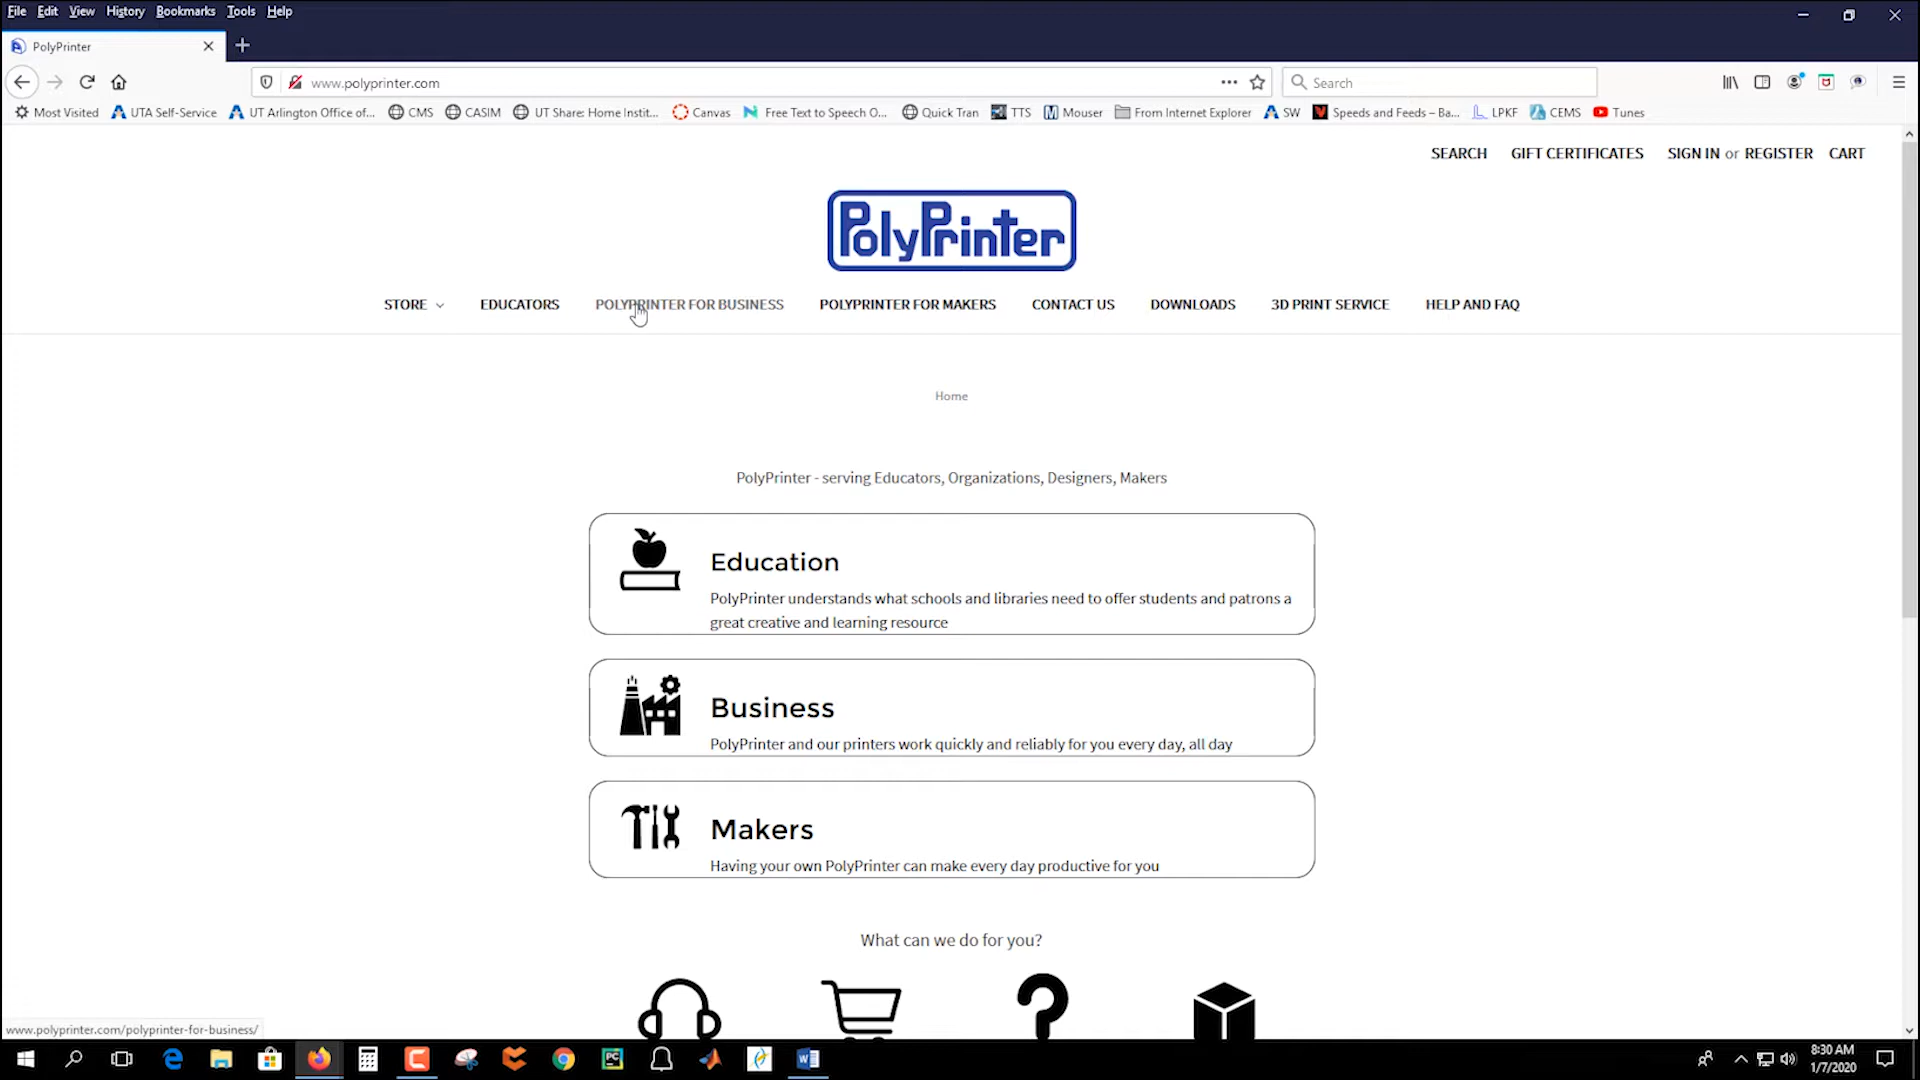 File Edit View History Bookmarks Tools Help
PolyPrinter
www.polyprinter.com
Search
Most Visited UTA Self-Service UT Arlington Office of... CMS CASIM UT Share: Home Instit... Canvas Free Text to Speech O... Quick Tran TTS Mouser From Internet Explorer SW Speeds and Feeds – Ba... LPKF CEMS Tunes
SEARCH GIFT CERTIFICATES SIGN IN or REGISTER CART
PolyPrinter
STORE EDUCATORS POLYPRINTER FOR BUSINESS POLYPRINTER FOR MAKERS CONTACT US DOWNLOADS 3D PRINT SERVICE HELP AND FAQ
Home
PolyPrinter - serving Educators, Organizations, Designers, Makers
Education
PolyPrinter understands what schools and libraries need to offer students and patrons a
great creative and learning resource
Business
PolyPrinter and our printers work quickly and reliably for you every day, all day
Makers
Having your own PolyPrinter can make every day productive for you
What can we do for you?
www.polyprinter.com/polyprinter-for-business/
8:30 AM
1/7/2020